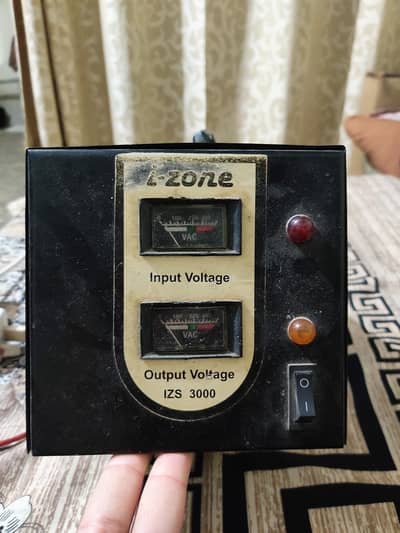 i-zone
VAC
Input Voltage
VAC
Output Voltage
IZS 3000
O
I